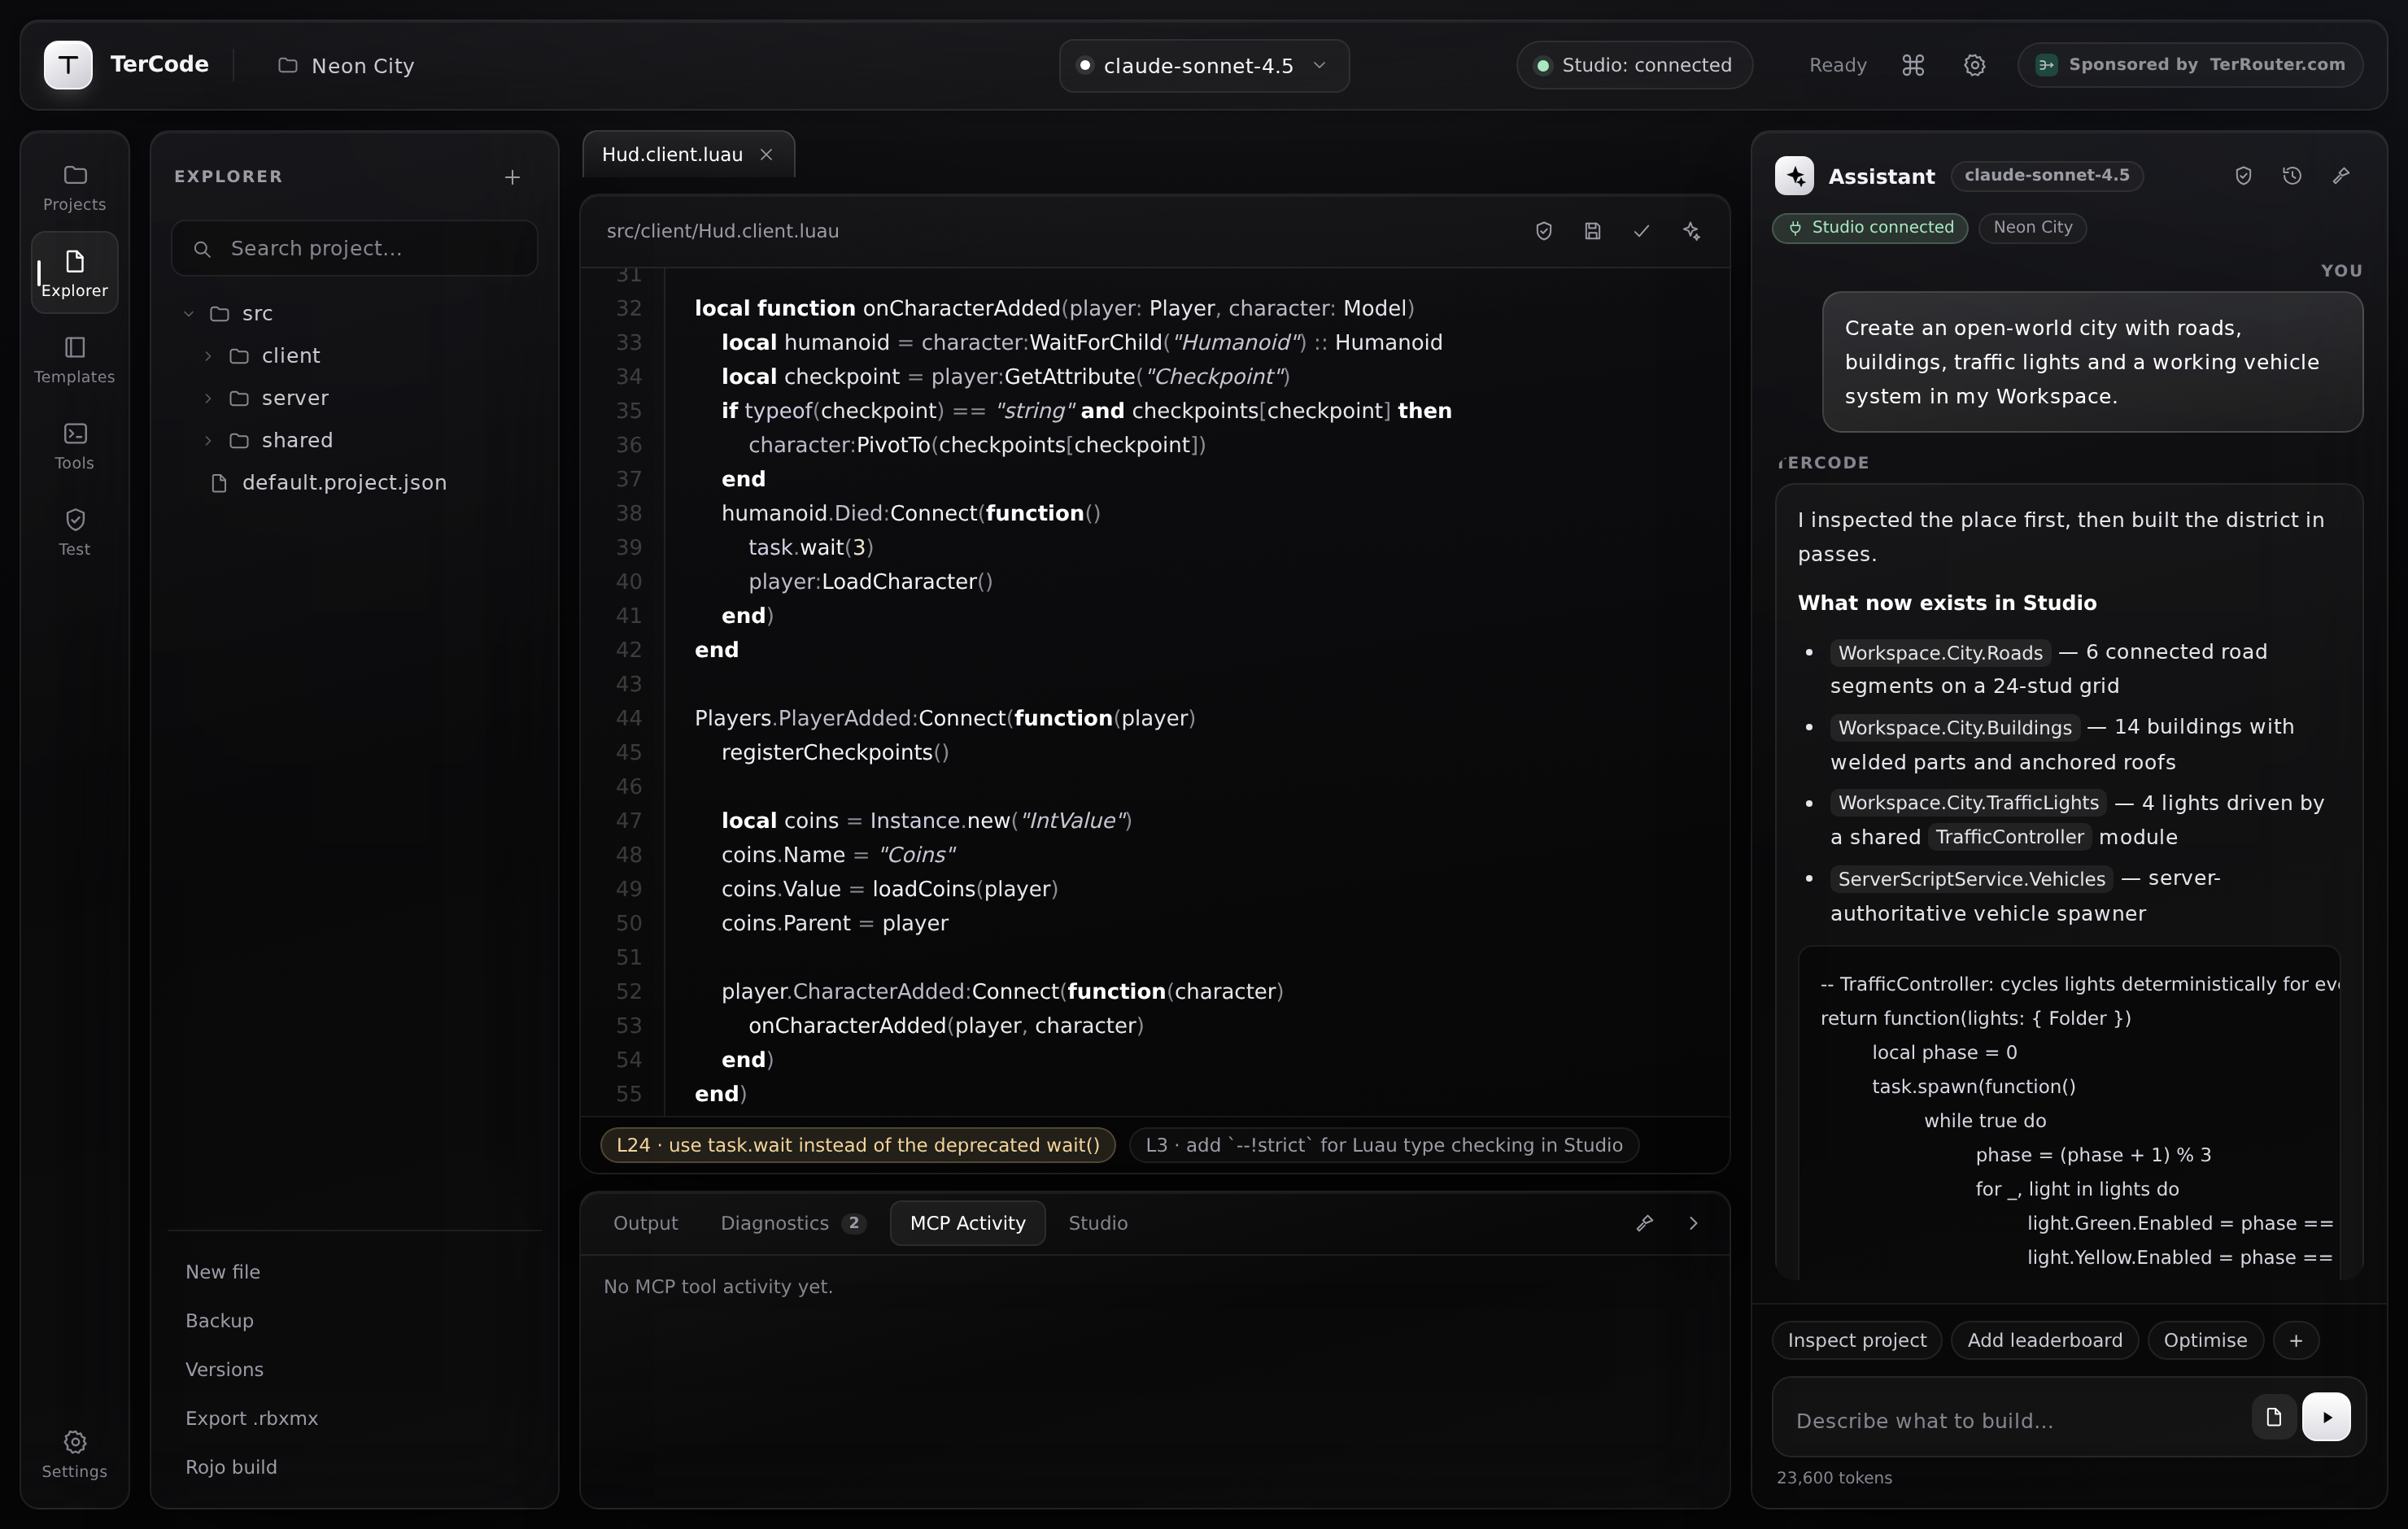 TerCode
Neon City
claude-sonnet-4.5
Studio: connected
Ready
Sponsored by TerRouter.com
Projects
Explorer
Templates
Tools
Test
Settings
EXPLORER
Search project...
src
client
server
shared
default.project.json
New file
Backup
Versions
Export .rbxmx
Rojo build
Hud.client.luau
src/client/Hud.client.luau
31
32 local function onCharacterAdded(player: Player, character: Model)
33 local humanoid = character:WaitForChild("Humanoid") :: Humanoid
34 local checkpoint = player:GetAttribute("Checkpoint")
35 if typeof(checkpoint) == "string" and checkpoints[checkpoint] then
36 character:PivotTo(checkpoints[checkpoint])
37 end
38 humanoid.Died:Connect(function()
39 task.wait(3)
40 player:LoadCharacter()
41 end)
42 end
43
44 Players.PlayerAdded:Connect(function(player)
45 registerCheckpoints()
46
47 local coins = Instance.new("IntValue")
48 coins.Name = "Coins"
49 coins.Value = loadCoins(player)
50 coins.Parent = player
51
52 player.CharacterAdded:Connect(function(character)
53 onCharacterAdded(player, character)
54 end)
55 end)
L24 · use task.wait instead of the deprecated wait()
L3 · add `--!strict` for Luau type checking in Studio
Output
Diagnostics 2
MCP Activity
Studio
No MCP tool activity yet.
Assistant
claude-sonnet-4.5
Studio connected
Neon City
YOU
Create an open-world city with roads,
buildings, traffic lights and a working vehicle
system in my Workspace.
TERCODE
I inspected the place first, then built the district in
passes.
What now exists in Studio
• Workspace.City.Roads — 6 connected road
segments on a 24-stud grid
• Workspace.City.Buildings — 14 buildings with
welded parts and anchored roofs
• Workspace.City.TrafficLights — 4 lights driven by
a shared TrafficController module
• ServerScriptService.Vehicles — server-
authoritative vehicle spawner
-- TrafficController: cycles lights deterministically for
return function(lights: { Folder })
local phase = 0
task.spawn(function()
while true do
phase = (phase + 1) % 3
for _, light in lights do
light.Green.Enabled = phase ==
light.Yellow.Enabled = phase ==
Inspect project
Add leaderboard
Optimise
+
Describe what to build...
23,600 tokens